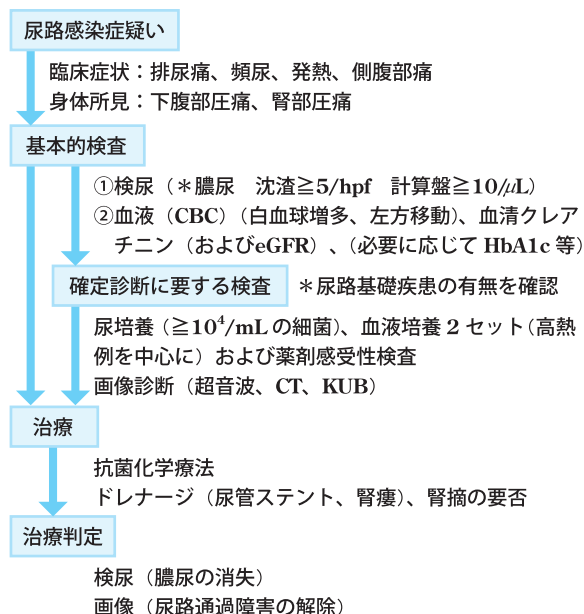 尿路感染症疑い
臨床症状：排尿痛、頻尿、発熱、側腹部痛
身体所見：下腹部圧痛、腎部圧痛
基本的検査
①検尿（＊膿尿　沈渣≧5/hpf　計算盤≧10/μL）
②血液（CBC）（白血球増多、左方移動）、血清クレア
チニン（およびeGFR）、（必要に応じて HbA1c 等）
確定診断に要する検査　＊尿路基礎疾患の有無を確認
尿培養（≧10⁴/mL の細菌）、血液培養 2 セット（高熱
例を中心に）および薬剤感受性検査
画像診断（超音波、CT、KUB）
治療
抗菌化学療法
ドレナージ（尿管ステント、腎瘻）、腎摘の要否
治療判定
検尿（膿尿の消失）
画像（尿路通過障害の解除）